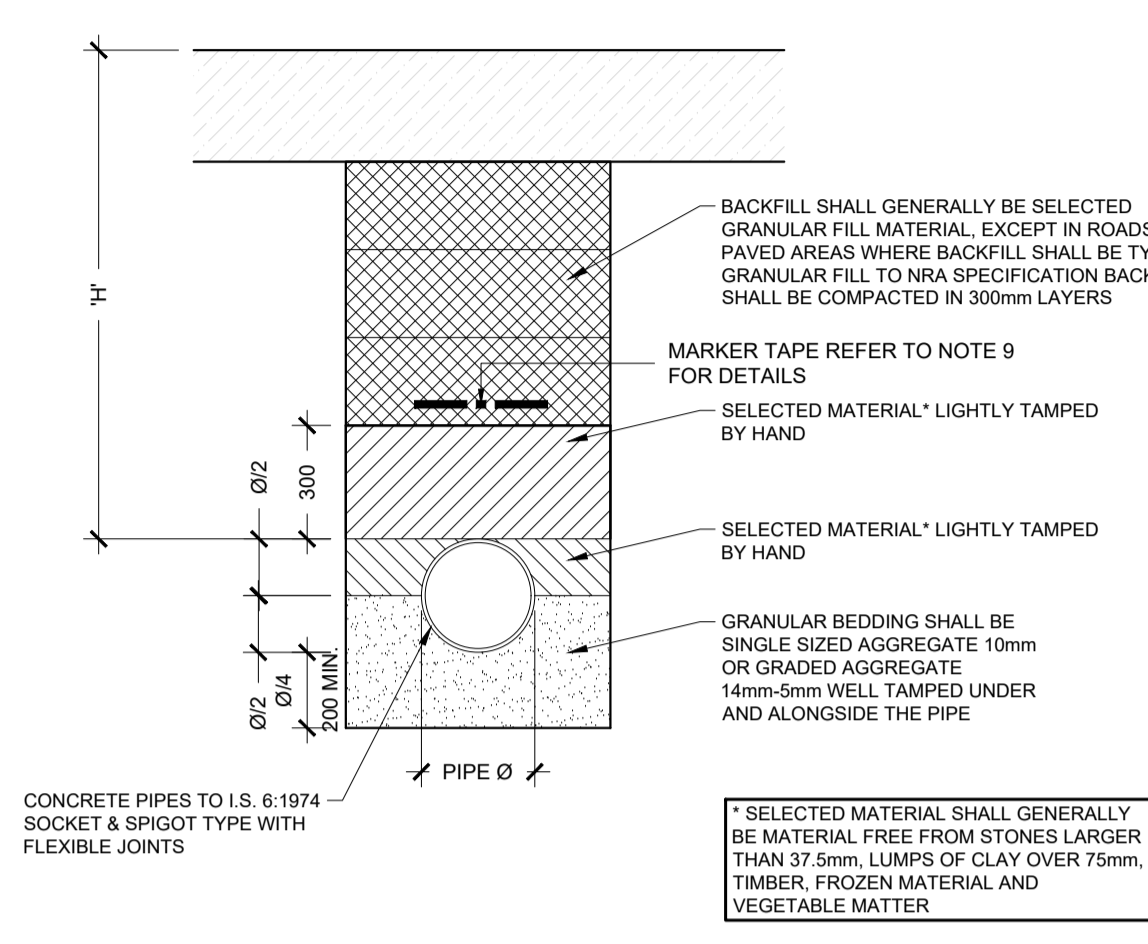 BACKFILL SHALL GENERALLY BE SELECTED
GRANULAR FILL MATERIAL, EXCEPT IN ROADS
PAVED AREAS WHERE BACKFILL SHALL BE TY
GRANULAR FILL TO NRA SPECIFICATION BACK
SHALL BE COMPACTED IN 300mm LAYERS
'H'
MARKER TAPE REFER TO NOTE 9
FOR DETAILS
SELECTED MATERIAL* LIGHTLY TAMPED
BY HAND
Ø/2
300
SELECTED MATERIAL* LIGHTLY TAMPED
BY HAND
GRANULAR BEDDING SHALL BE
SINGLE SIZED AGGREGATE 10mm
OR GRADED AGGREGATE
14mm-5mm WELL TAMPED UNDER
AND ALONGSIDE THE PIPE
Ø/2
Ø/4
200 MIN.
PIPE Ø
CONCRETE PIPES TO I.S. 6:1974
SOCKET & SPIGOT TYPE WITH
FLEXIBLE JOINTS
* SELECTED MATERIAL SHALL GENERALLY
BE MATERIAL FREE FROM STONES LARGER
THAN 37.5mm, LUMPS OF CLAY OVER 75mm,
TIMBER, FROZEN MATERIAL AND
VEGETABLE MATTER